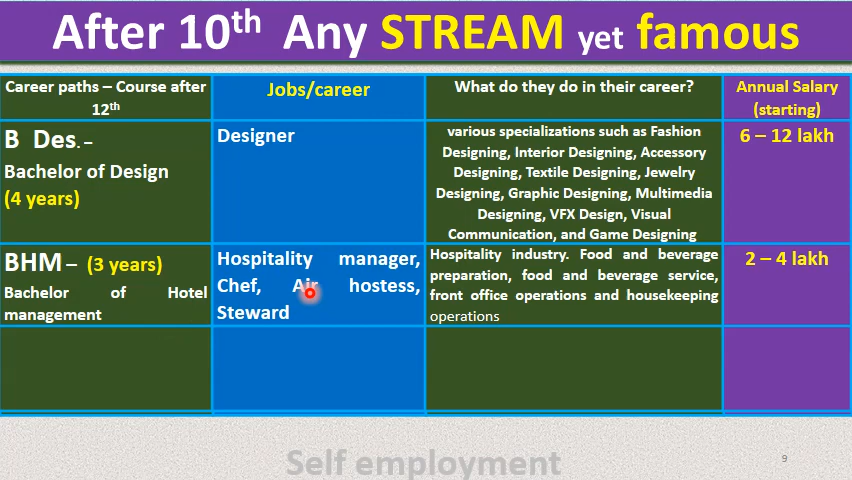 After 10th Any STREAM yet famous
Career paths – Course after
12th
Jobs/career
What do they do in their career?
Annual Salary
(starting)
B Des. –
Bachelor of Design
(4 years)
Designer
various specializations such as Fashion
Designing, Interior Designing, Accessory
Designing, Textile Designing, Jewelry
Designing, Graphic Designing, Multimedia
Designing, VFX Design, Visual
Communication, and Game Designing
6 – 12 lakh
BHM – (3 years)
Bachelor of Hotel
management
Hospitality manager,
Chef, Air hostess,
Steward
Hospitality industry. Food and beverage
preparation, food and beverage service,
front office operations and housekeeping
operations
2 – 4 lakh
Self employment
9